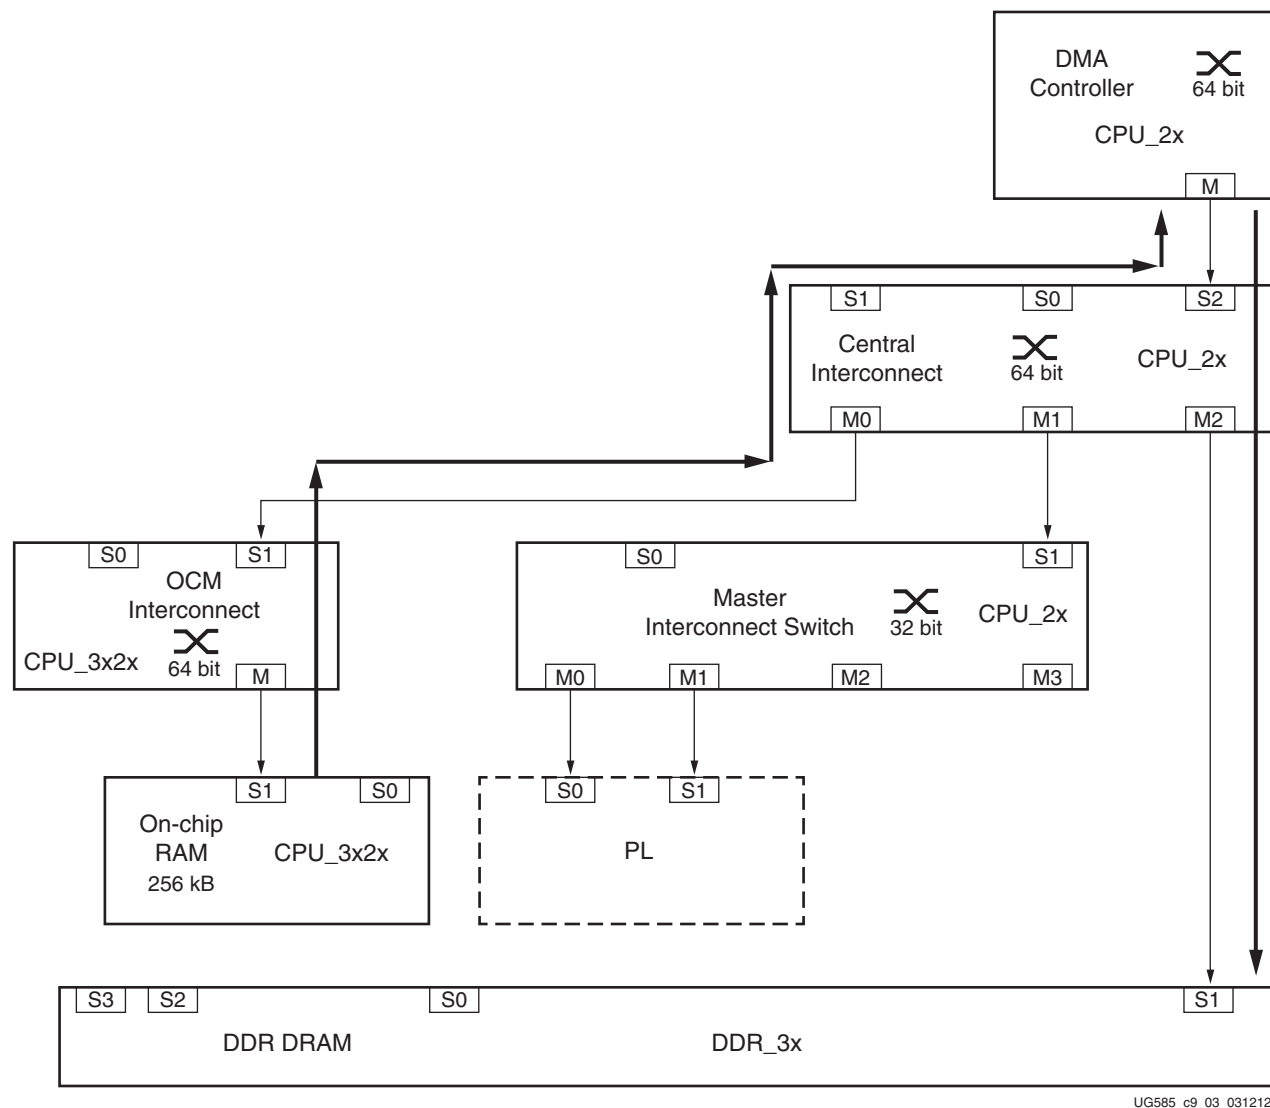 DMA
Controller
64 bit
CPU_2x
M
S1 S0 S2
Central
Interconnect
64 bit
CPU_2x
M0 M1 M2
S0 S1
OCM
Interconnect
CPU_3x2x
64 bit
M
S0 S1
Master
Interconnect Switch
32 bit
CPU_2x
M0 M1 M2 M3
S1 S0
On-chip
RAM
256 kB
CPU_3x2x
S0 S1
PL
S3 S2 S0 S1
DDR DRAM DDR_3x
UG585_c9_03_031212